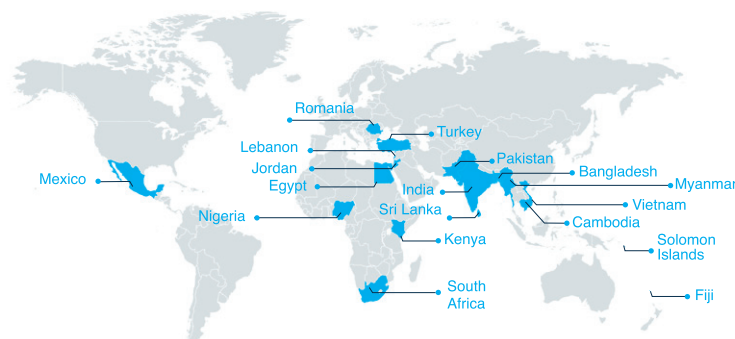 Romania
Turkey
Lebanon
Pakistan
Jordan
Bangladesh
Mexico
Egypt
India
Myanmar
Sri Lanka
Vietnam
Nigeria
Cambodia
Kenya
Solomon
Islands
South
Africa
Fiji